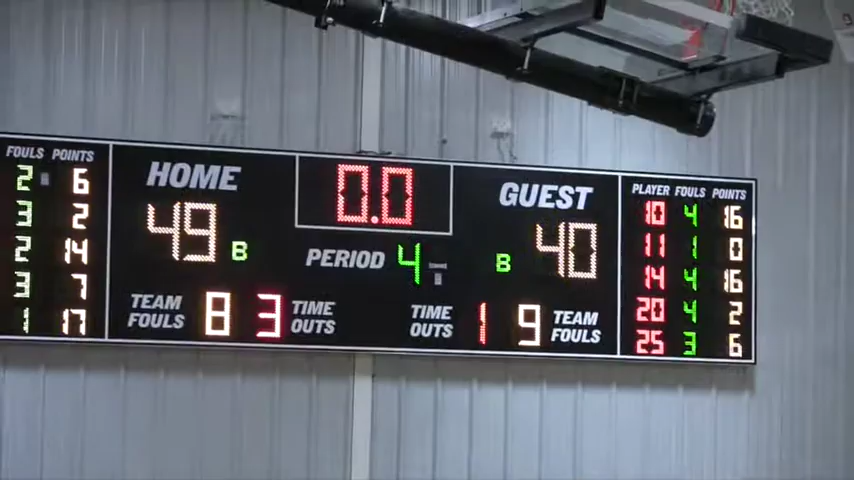 FOULS POINTS
2 6
3 2
2 14
3 7
1 17
HOME
49 B
TEAM FOULS 8
3 TIME OUTS
0.0
PERIOD 4
GUEST
B 40
TIME OUTS 1
9 TEAM FOULS
PLAYER FOULS POINTS
10 4 16
11 1 0
14 4 16
20 4 2
25 3 6